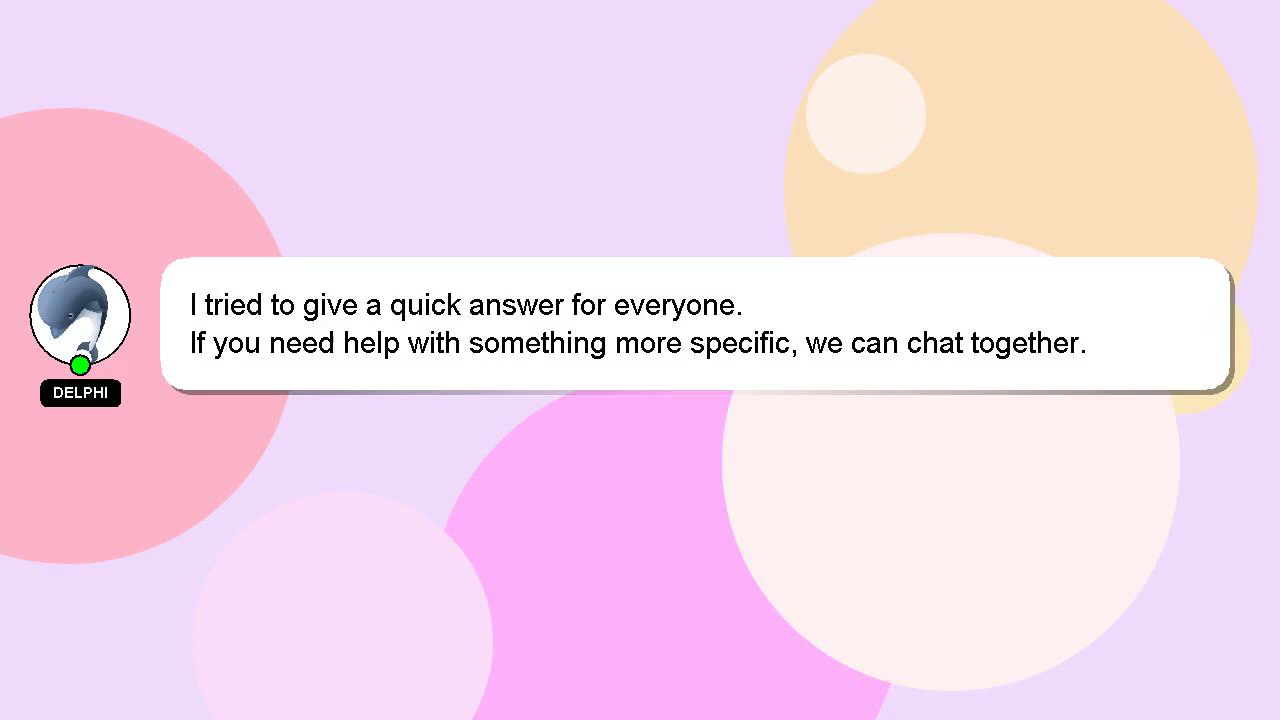 I tried to give a quick answer for everyone.
If you need help with something more specific, we can chat together.
DELPHI